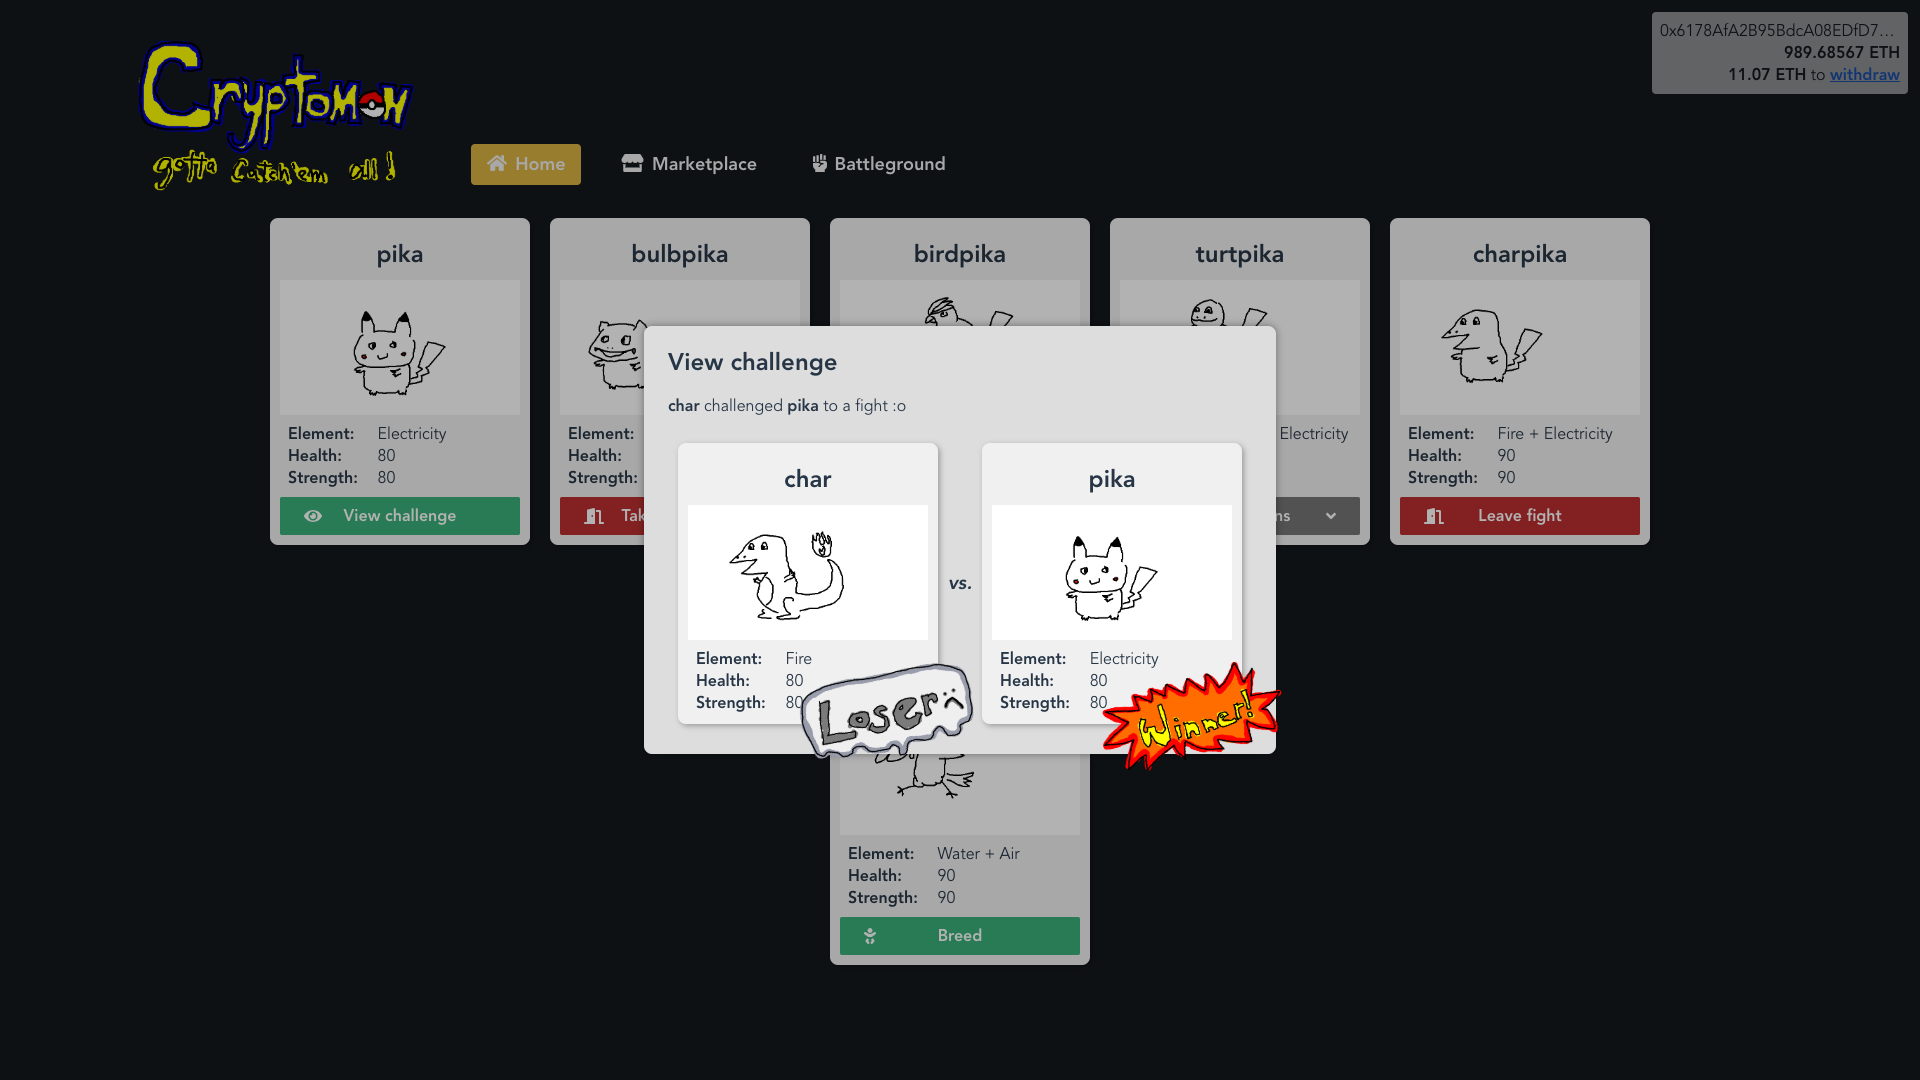 0x6178AfA2B95BdcA08EDfD7...
989.68567 ETH
11.07 ETH to withdraw
Cryptomon
gotta Catch'em all!
Home
Marketplace
Battleground
pika
Element: Electricity
Health: 80
Strength: 80
View challenge
bulbpika
Element:
Health:
Strength:
birdpika
turtpika
Electricity
charpika
Element: Fire + Electricity
Health: 90
Strength: 90
Leave fight
View challenge
char challenged pika to a fight :o
char
Element: Fire
Health: 80
Strength: 80
Loser
vs.
pika
Element: Electricity
Health: 80
Strength: 80
Winner!
Element: Water + Air
Health: 90
Strength: 90
Breed